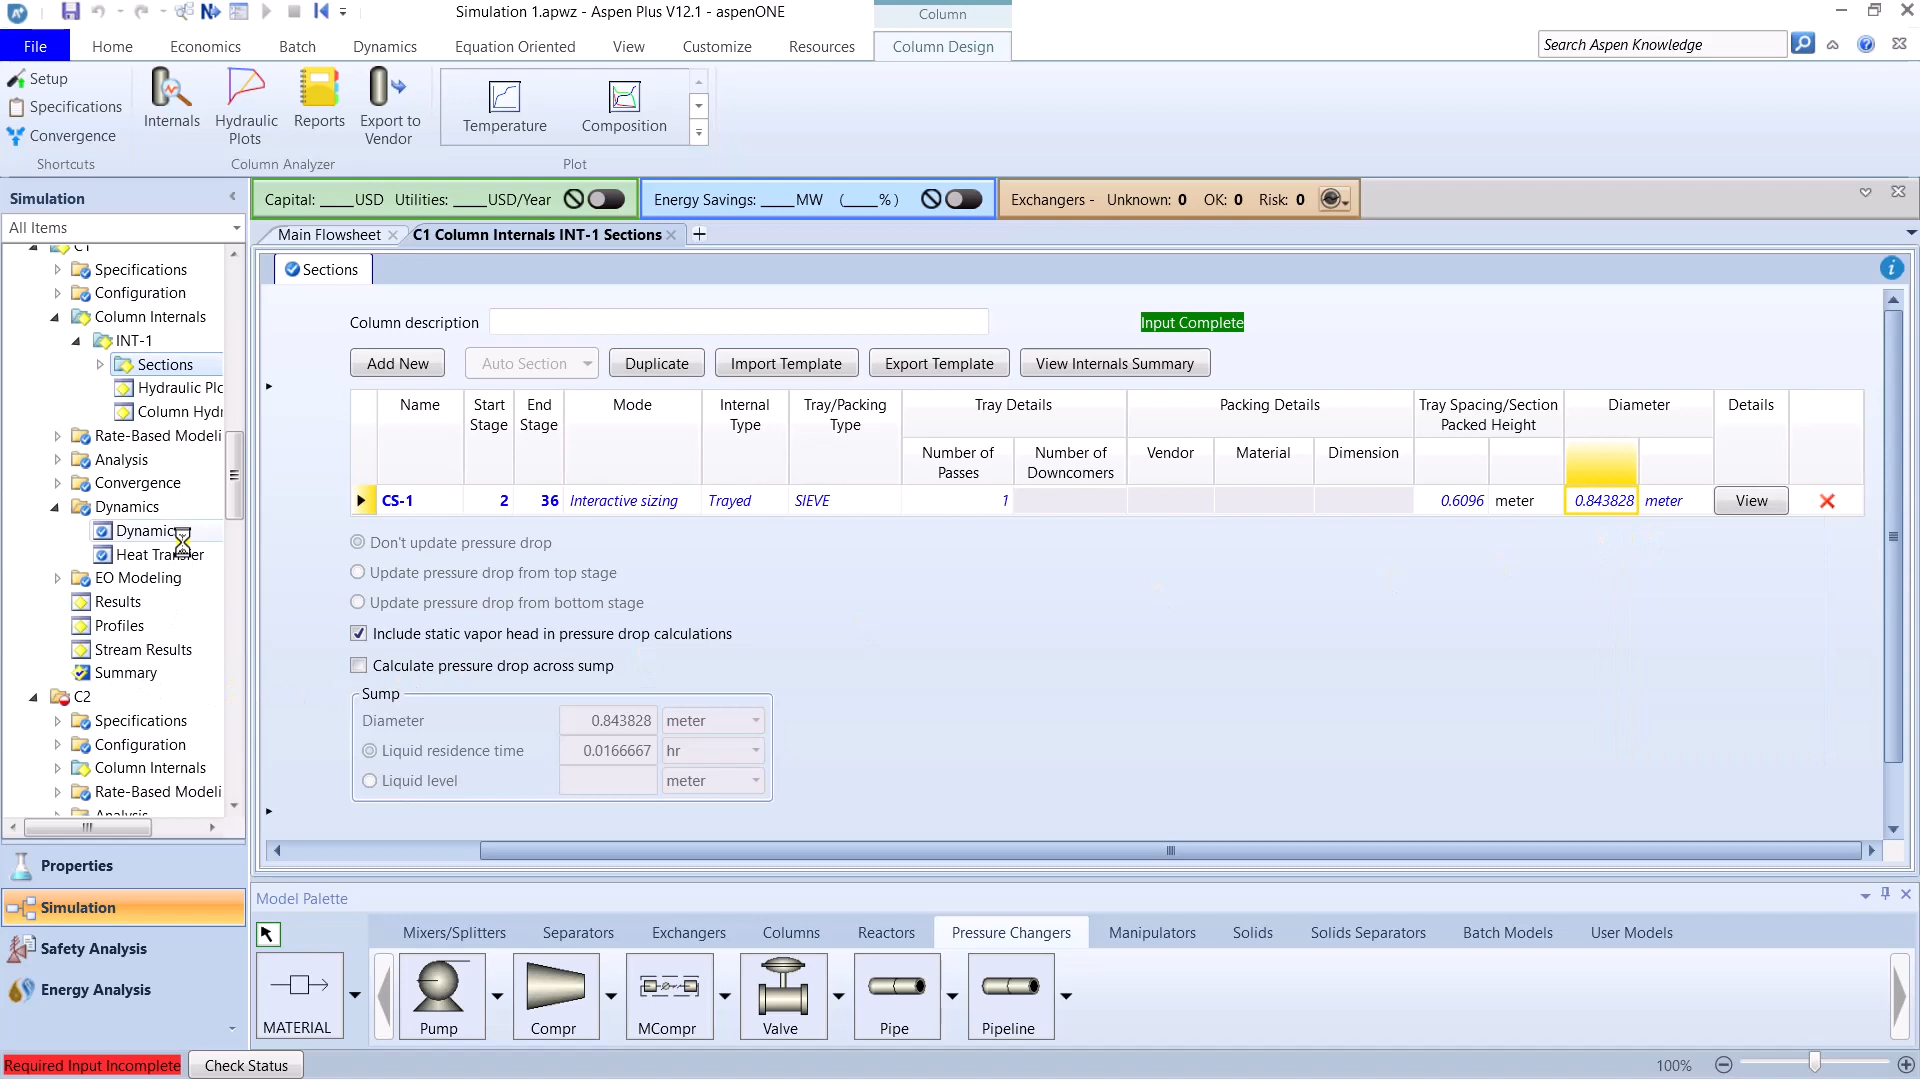 Simulation 1.apwz - Aspen Plus V12.1 - aspenONE
Column
File Home Economics Batch Dynamics Equation Oriented View Customize Resources Column Design
Search Aspen Knowledge
Setup
Specifications
Convergence
Shortcuts
Internals
Hydraulic
Plots
Reports
Export to
Vendor
Column Analyzer
Temperature
Composition
Plot
Simulation
All Items
Capital: ____USD Utilities: ____USD/Year
Energy Savings: ____MW (____%)
Exchangers - Unknown: 0 OK: 0 Risk: 0
Main Flowsheet
C1 Column Internals INT-1 Sections
C1
Specifications
Configuration
Column Internals
INT-1
Sections
Hydraulic Plo
Column Hydr
Rate-Based Modeli
Analysis
Convergence
Dynamics
Dynamic
Heat Transfer
EO Modeling
Results
Profiles
Stream Results
Summary
C2
Specifications
Configuration
Column Internals
Rate-Based Modeli
Analysis
Properties
Simulation
Safety Analysis
Energy Analysis
Sections
Column description
Input Complete
Add New Auto Section Duplicate Import Template Export Template View Internals Summary
Name
Start
Stage
End
Stage
Mode
Internal
Type
Tray/Packing
Type
Tray Details
Packing Details
Tray Spacing/Section
Packed Height
Diameter
Details
Number of
Passes
Number of
Downcomers
Vendor
Material
Dimension
CS-1 2 36 Interactive sizing Trayed SIEVE 1 0.6096 meter 0.843828 meter View
Don't update pressure drop
Update pressure drop from top stage
Update pressure drop from bottom stage
Include static vapor head in pressure drop calculations
Calculate pressure drop across sump
Sump
Diameter 0.843828 meter
Liquid residence time 0.0166667 hr
Liquid level meter
Model Palette
Mixers/Splitters Separators Exchangers Columns Reactors Pressure Changers Manipulators Solids Solids Separators Batch Models User Models
MATERIAL Pump Compr MCompr Valve Pipe Pipeline
Required Input Incomplete
Check Status
100%